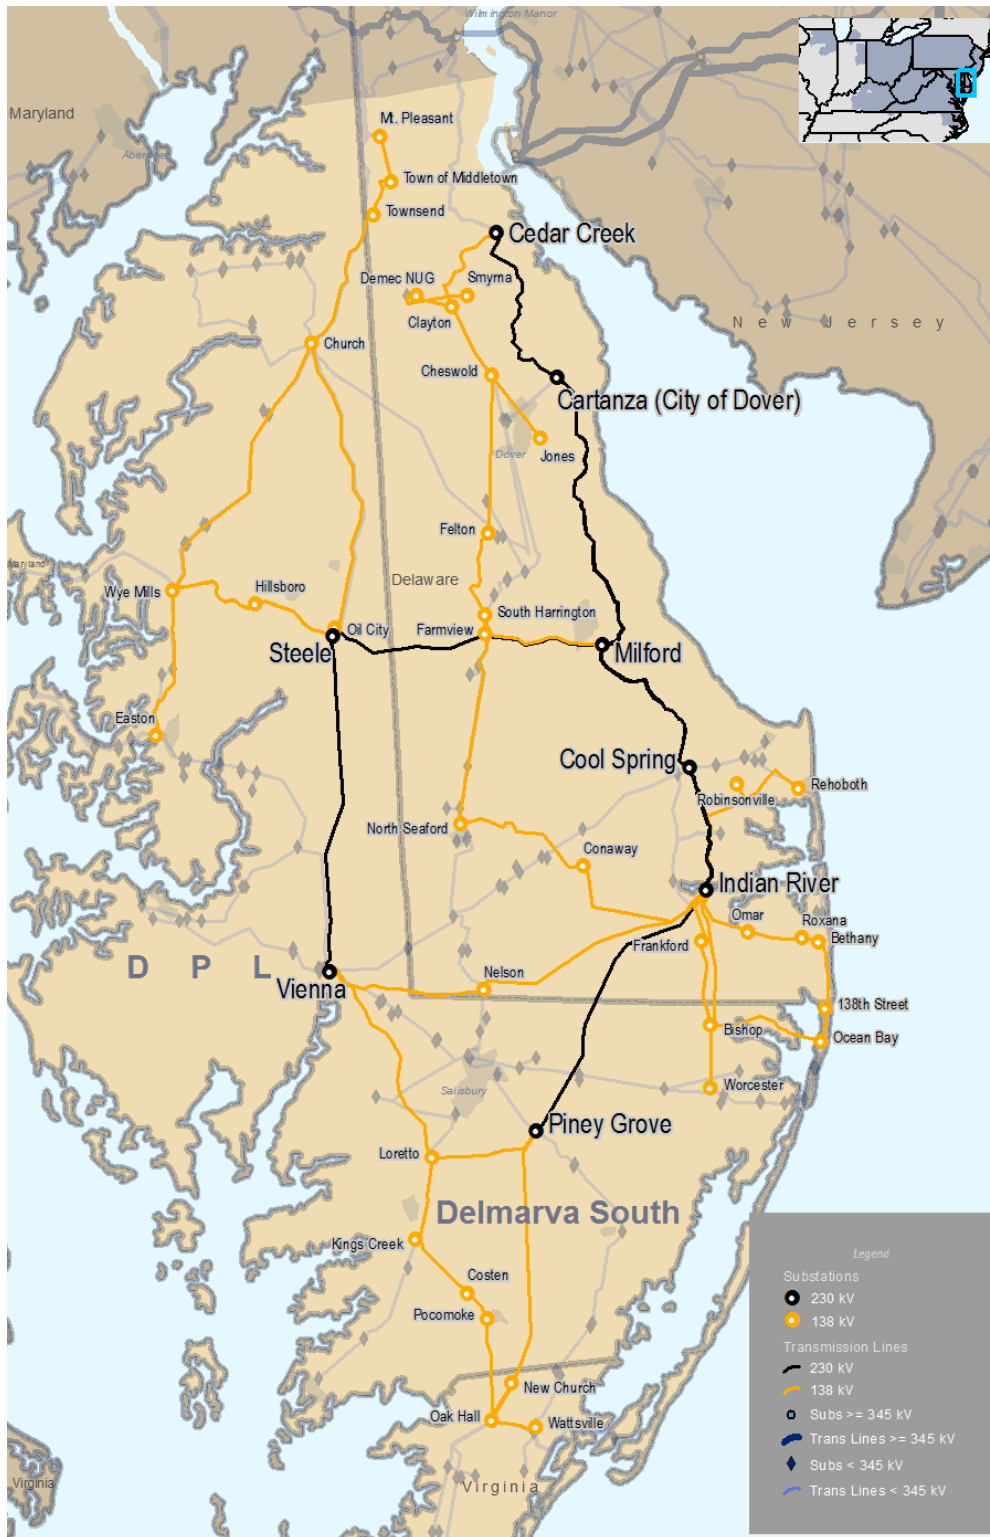 Wilmington Manor
Maryland
Mt. Pleasant
Town of Middletown
Townsend
Cedar Creek
Demec NUG
Smyrna
Clayton
New Jersey
Church
Cheswold
Cartanza (City of Dover)
Dover
Jones
Felton
Maryland
Delaware
Wye Mills
Hillsboro
South Harrington
Oil City
Farmview
Steele
Milford
Easton
Cool Spring
Robinsonville
Rehoboth
North Seaford
Conaway
Indian River
Omar
Roxana
Frankford
Bethany
D P L
Nelson
Vienna
138th Street
Bishop
Ocean Bay
Salisbury
Worcester
Piney Grove
Loretto
Delmarva South
Kings Creek
Costen
Pocomoke
New Church
Oak Hall
Wattsville
Virginia
Virginia
Legend
Substations
230 kV
138 kV
Transmission Lines
230 kV
138 kV
Subs >= 345 kV
Trans Lines >= 345 kV
Subs < 345 kV
Trans Lines < 345 kV